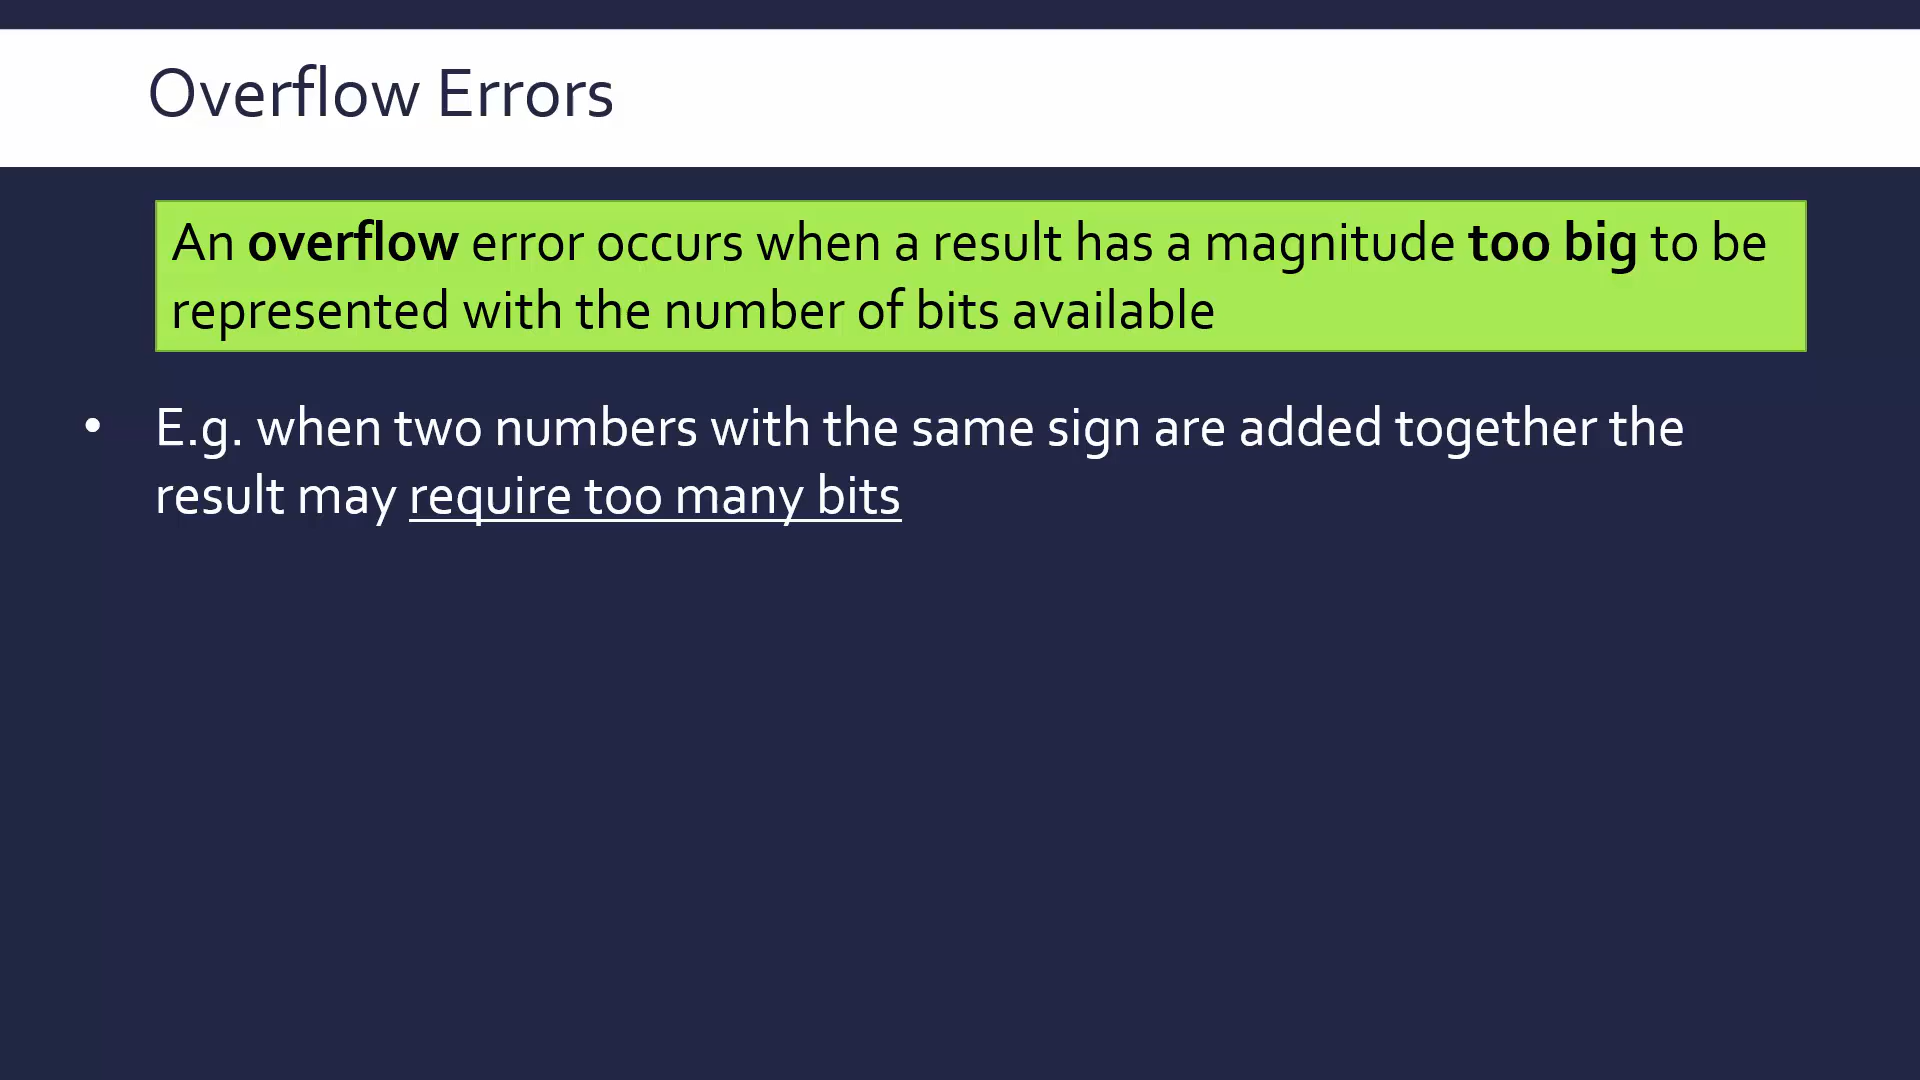 Overflow Errors
An overflow error occurs when a result has a magnitude too big to be
represented with the number of bits available
• E.g. when two numbers with the same sign are added together the
result may require too many bits